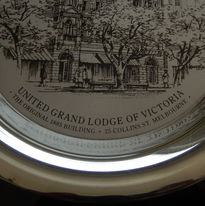 UNITED GRAND LODGE OF VICTORIA
• THE ORIGINAL 1885 BUILDING • 25 COLLINS ST. MELBOURNE •